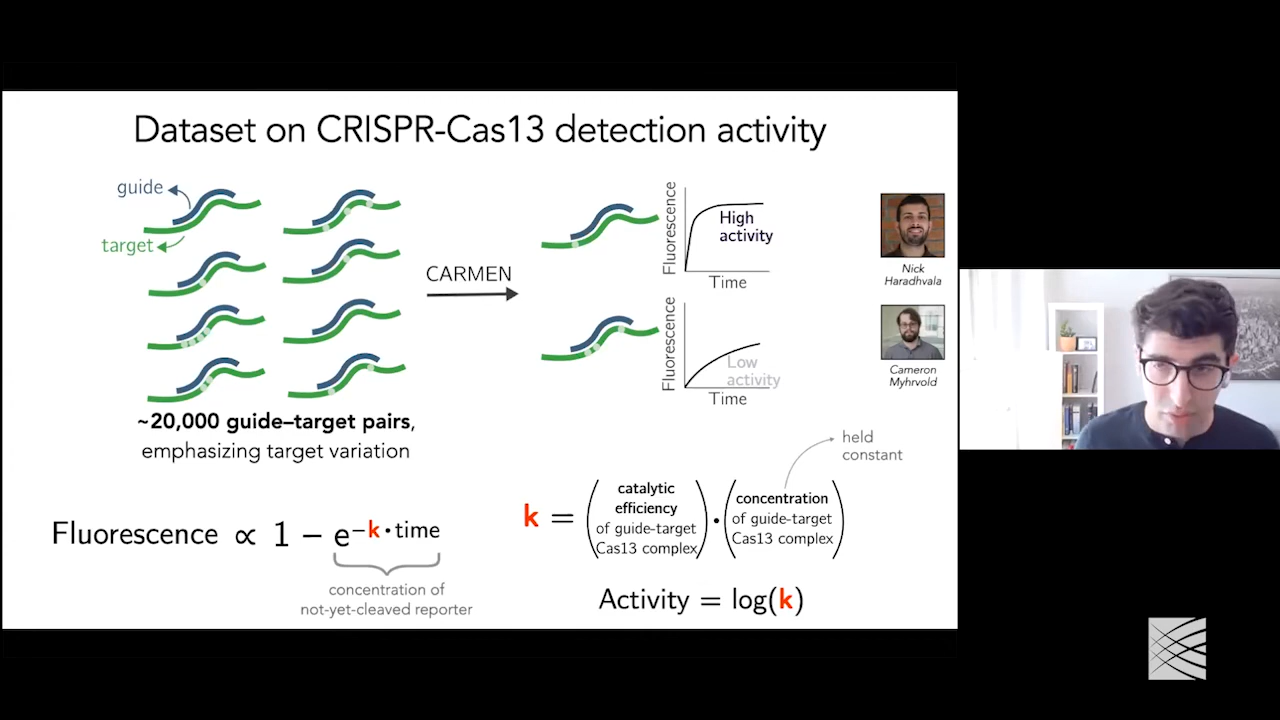 Dataset on CRISPR-Cas13 detection activity
guide
target
~20,000 guide–target pairs,
emphasizing target variation
CARMEN
Fluorescence
High
activity
Time
Fluorescence
Low
activity
Time
Nick
Haradhvala
Cameron
Myhrvold
Fluorescence ∝ 1 − e^−k·time
concentration of
not-yet-cleaved reporter
held
constant
k = (catalytic efficiency of guide-target Cas13 complex) · (concentration of guide-target Cas13 complex)
Activity = log(k)